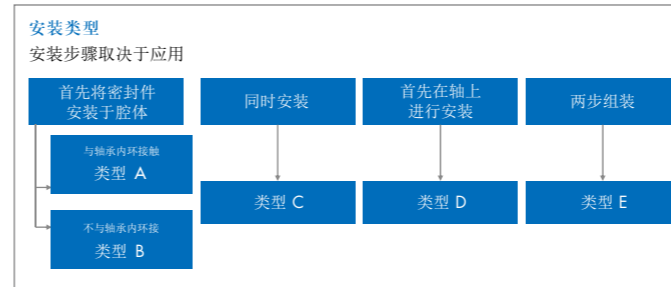 安装类型
安装步骤取决于应用
首先将密封件
安装于腔体
同时安装
首先在轴上
进行安装
两步组装
与轴承内环接触
类型 A
类型 C
类型 D
类型 E
不与轴承内环接
类型 B